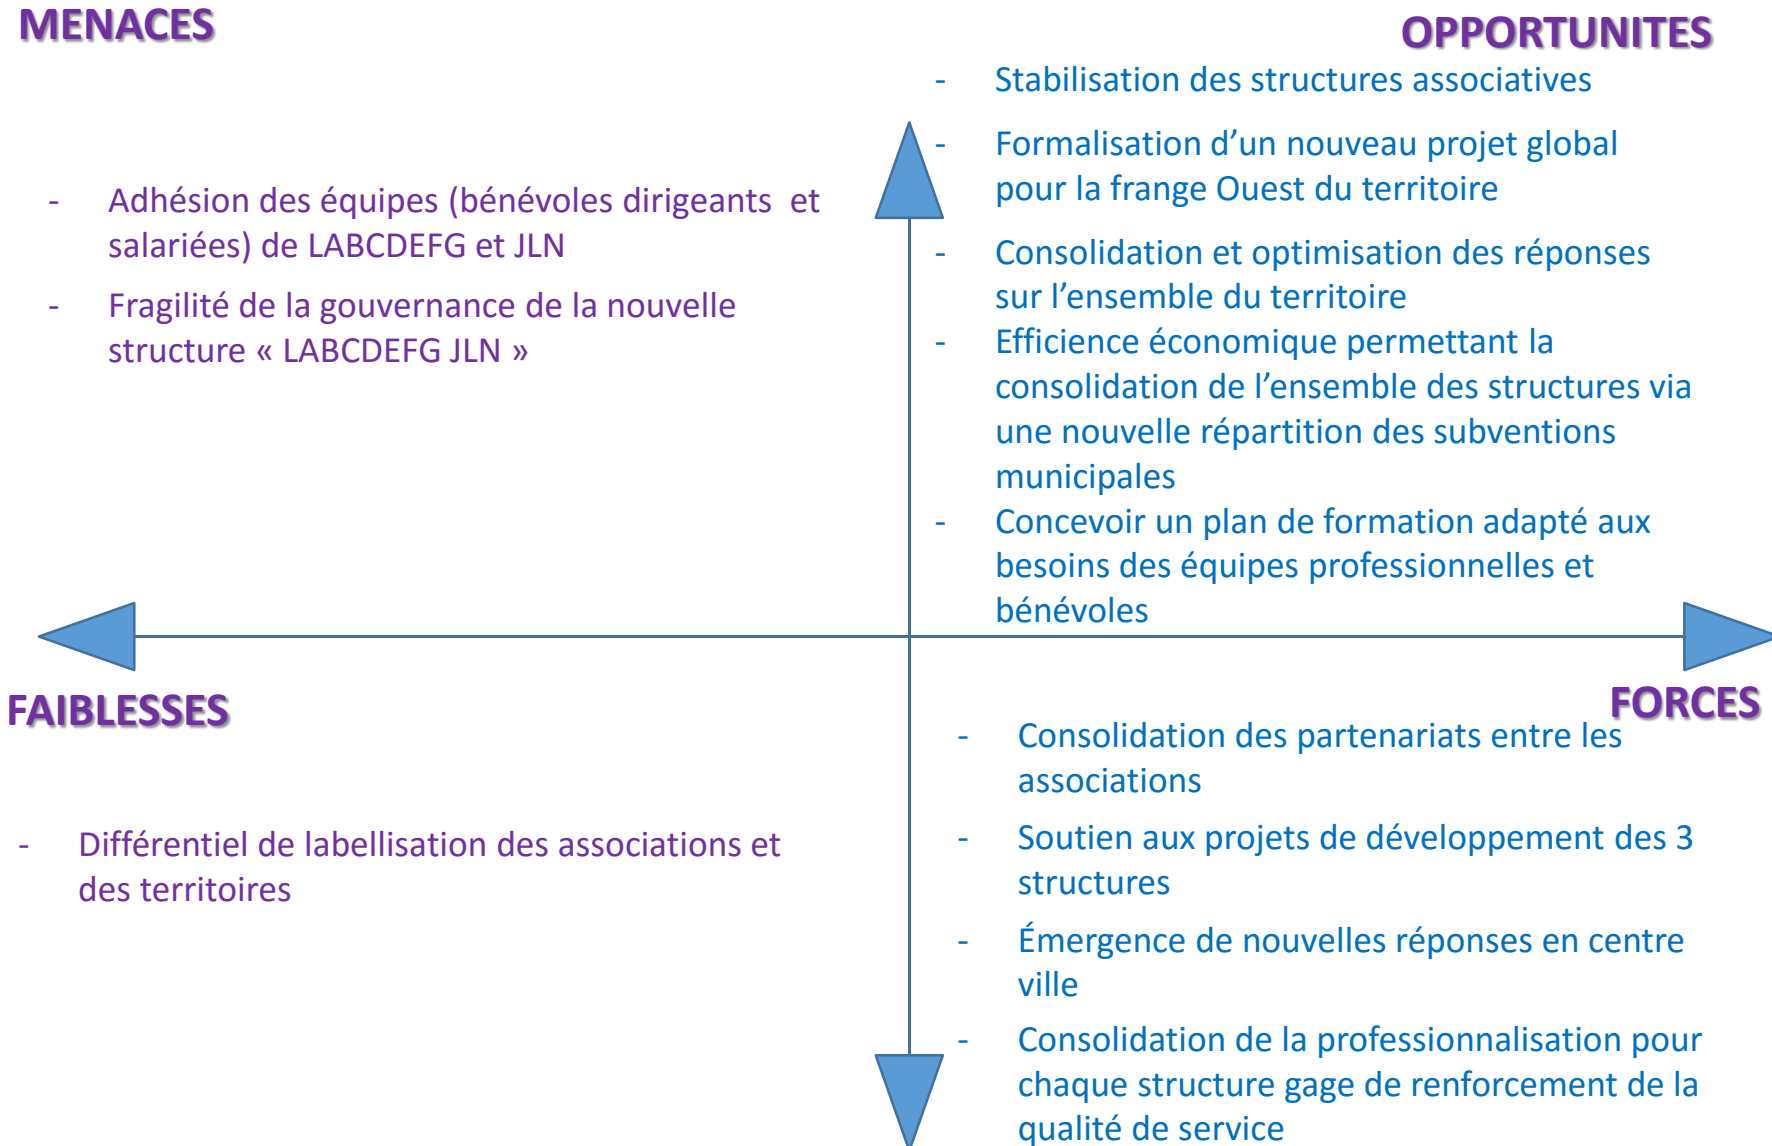 MENACES
- Adhésion des équipes (bénévoles dirigeants et
salariées) de LABCDEFG et JLN
- Fragilité de la gouvernance de la nouvelle
structure « LABCDEFG JLN »
OPPORTUNITES
- Stabilisation des structures associatives
- Formalisation d’un nouveau projet global
pour la frange Ouest du territoire
- Consolidation et optimisation des réponses
sur l’ensemble du territoire
- Efficience économique permettant la
consolidation de l’ensemble des structures via
une nouvelle répartition des subventions
municipales
- Concevoir un plan de formation adapté aux
besoins des équipes professionnelles et
bénévoles
FAIBLESSES
- Différentiel de labellisation des associations et
des territoires
FORCES
- Consolidation des partenariats entre les
associations
- Soutien aux projets de développement des 3
structures
- Émergence de nouvelles réponses en centre
ville
- Consolidation de la professionnalisation pour
chaque structure gage de renforcement de la
qualité de service